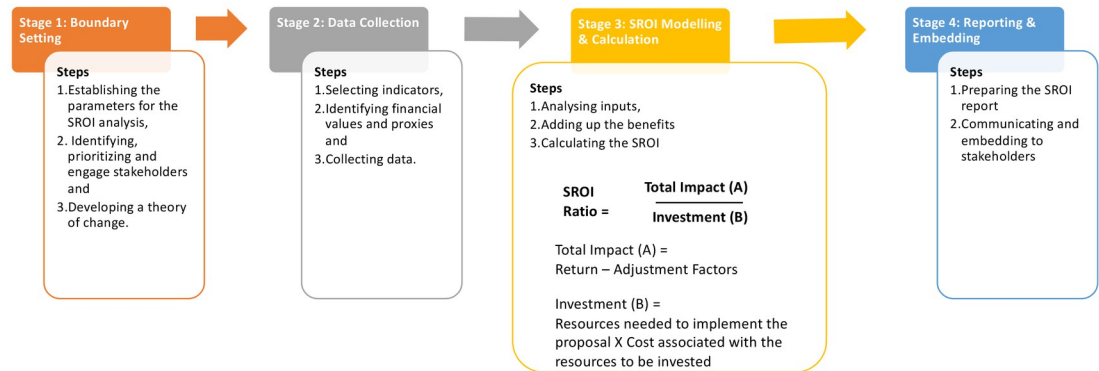 Stage 1: Boundary
Setting
Steps
1.Establishing the
parameters for the
SROI analysis,
2. Identifying,
prioritizing and
engage stakeholders
and
3.Developing a theory
of change.
Stage 2: Data Collection
Steps
1.Selecting indicators,
2.Identifying financial
values and proxies
and
3.Collecting data.
Stage 3: SROI Modelling
& Calculation
Steps
1.Analysing inputs,
2.Adding up the benefits
3.Calculating the SROI
SROI
Ratio =
Total Impact (A)
Investment (B)
Total Impact (A) =
Return – Adjustment Factors
Investment (B) =
Resources needed to implement the
proposal X Cost associated with the
resources to be invested
Stage 4: Reporting &
Embedding
Steps
1.Preparing the SROI
report
2.Communicating and
embedding to
stakeholders